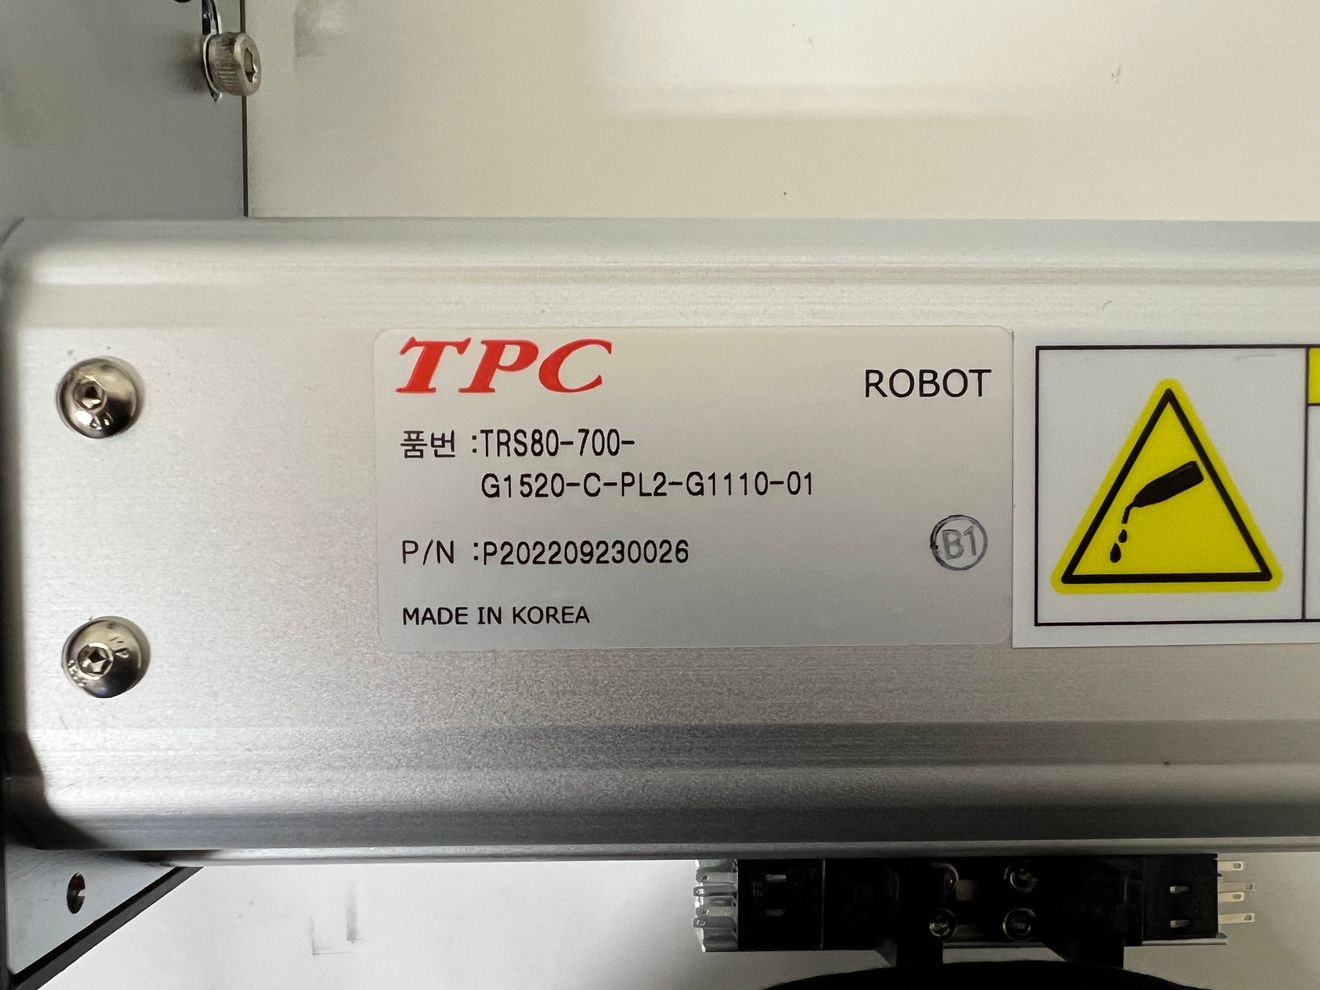 TPC
ROBOT
품번 :TRS80-700-
G1520-C-PL2-G1110-01
P/N :P202209230026
B1
MADE IN KOREA